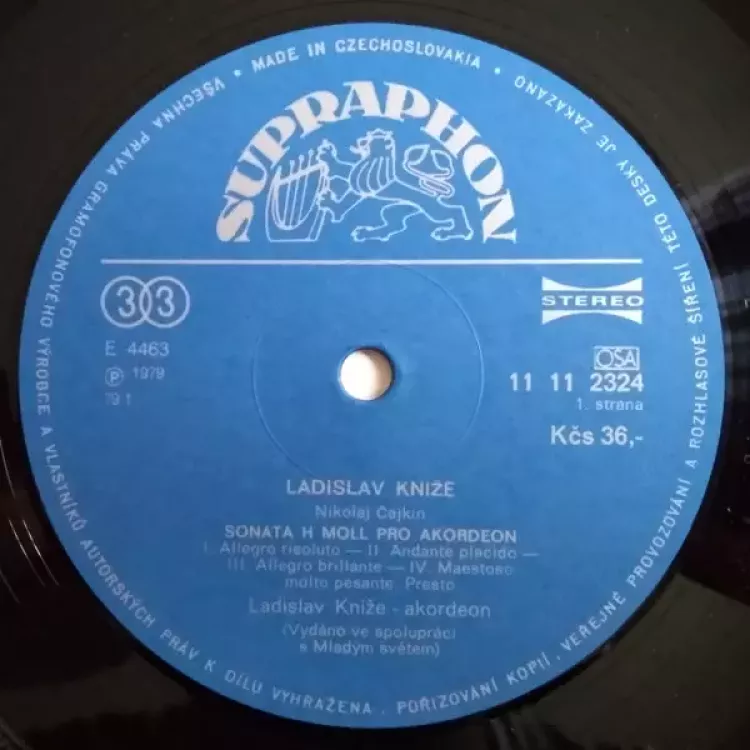 VŠECHNA PRÁVA GRAMOFONOVÉHO VÝROBCE A VLASTNÍKŮ AUTORSKÝCH PRÁV K DÍLU VYHRAŽENA. POŘIZOVÁNÍ KOPIÍ, VEŘEJNÉ PROVOZOVÁNÍ A ROZHLASOVÉ ŠÍŘENÍ TÉTO DESKY JE ZAKÁZÁNO
• MADE IN CZECHOSLOVAKIA •
SUPRAPHON
33
STEREO
E 4463
OSA
℗ 1979
11 11 2324
79 1
1. strana
Kčs 36,-
LADISLAV KNIŽE
Nikolaj Čajkin
SONATA H MOLL PRO AKORDEON
I. Allegro risoluto — II. Andante placido —
III. Allegro brillante — IV. Maestoso
molto pesante. Presto
Ladislav Kniže - akordeon
(Vydáno ve spolupráci
s Mladým světem)